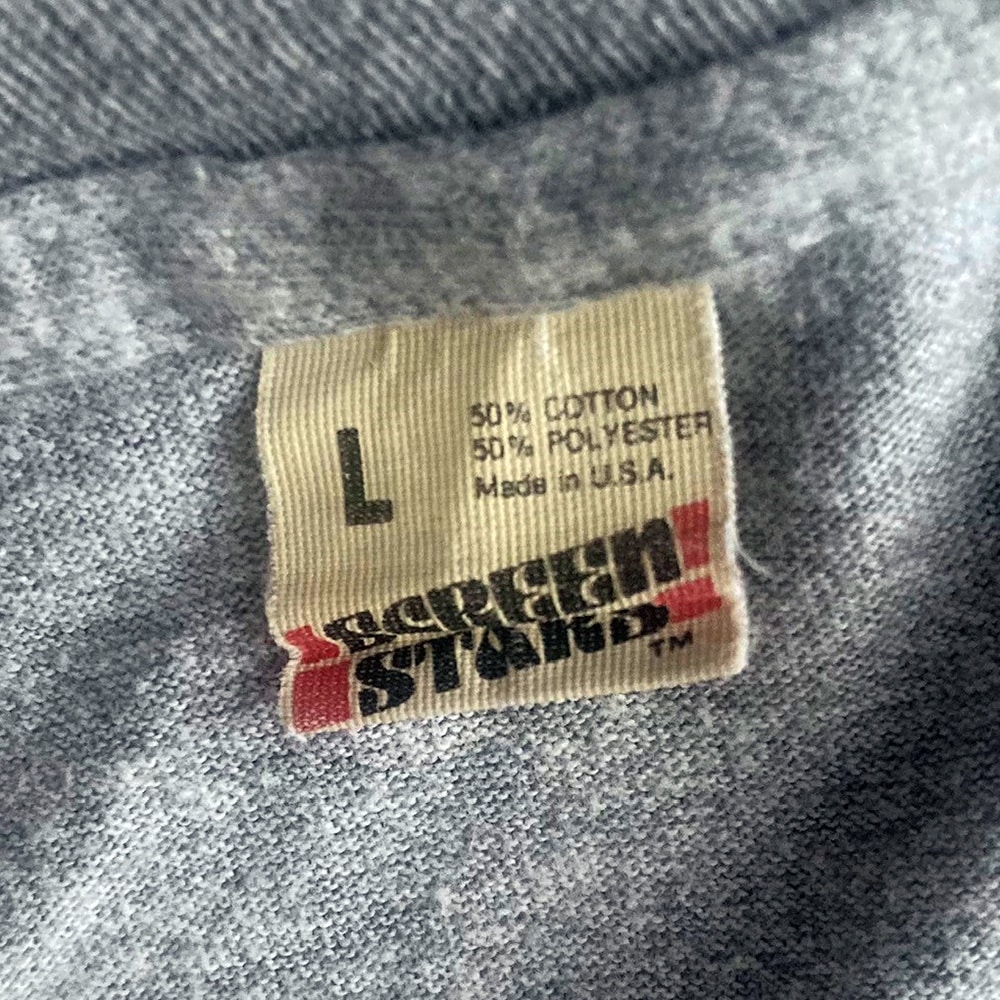 L
50% COTTON
50% POLYESTER
Made in U.S.A.
SCREEN
STARS
TM